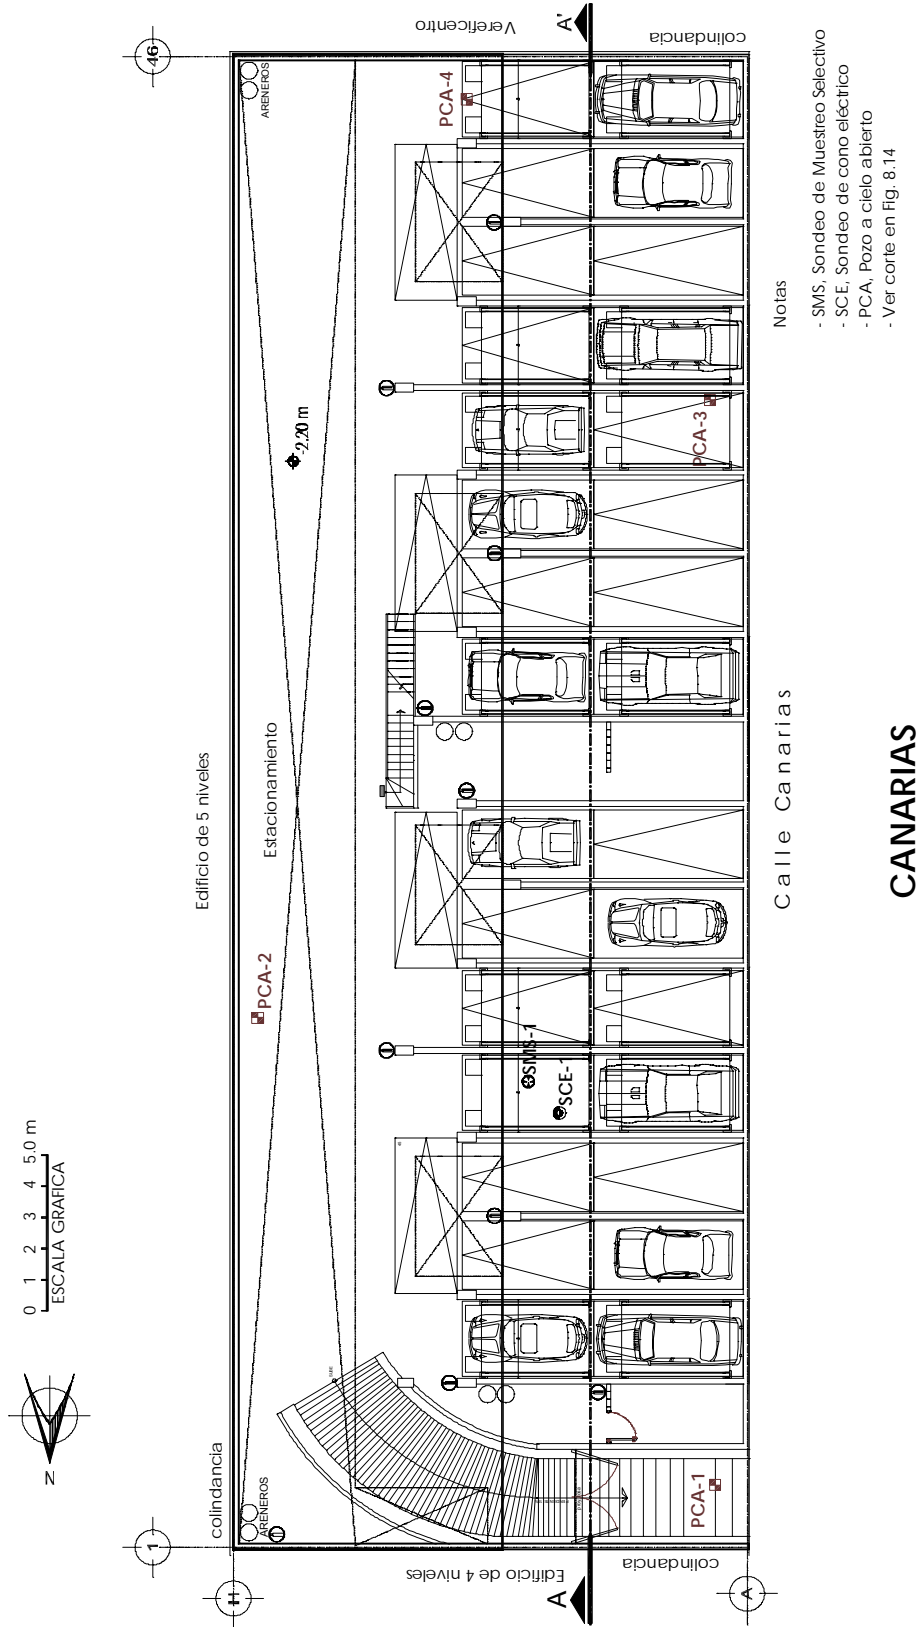 Vereficentro
A'
colindancia
46
ARENEROS
PCA-4
Notas
- SMS, Sondeo de Muestreo Selectivo
- SCE, Sondeo de cono eléctrico
- PCA, Pozo a cielo abierto
- Ver corte en Fig. 8.14
-2.20 m
PCA-3
Edificio de 5 niveles
Estacionamiento
Calle Canarias
CANARIAS
PCA-2
SMS-1
SCE-1
0 1 2 3 4 5.0 m
ESCALA GRAFICA
N
colindancia
ARENEROS
PCA-1
1
Edificio de 4 niveles
A
colindancia
H
A